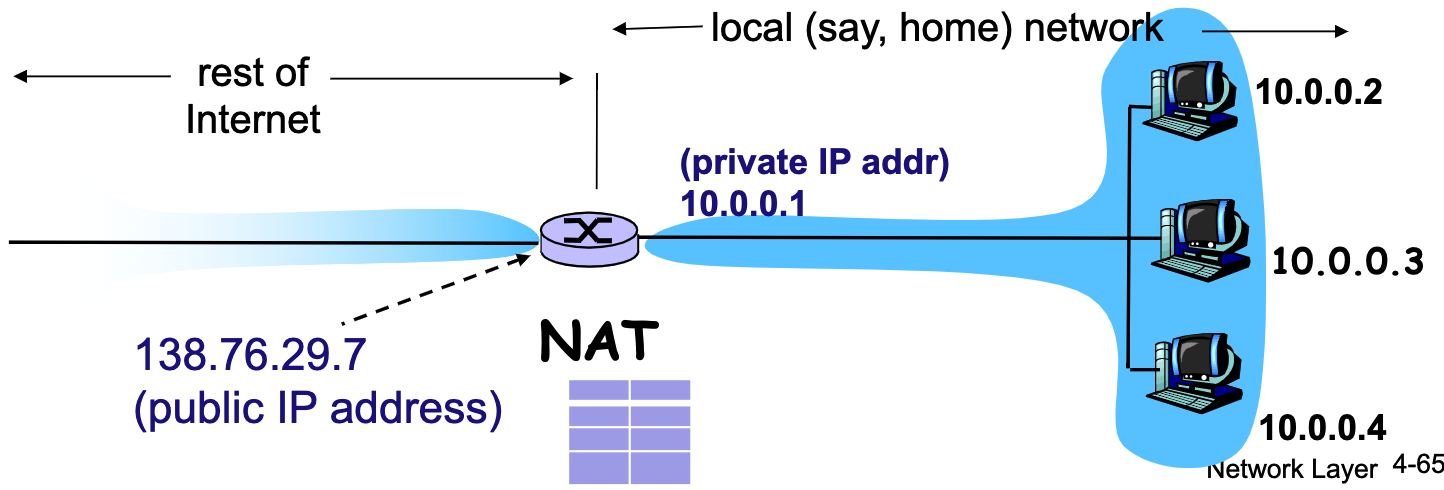 local (say, home) network
rest of
Internet
10.0.0.2
(private IP addr)
10.0.0.1
10.0.0.3
138.76.29.7
(public IP address)
NAT
10.0.0.4
Network Layer 4-65